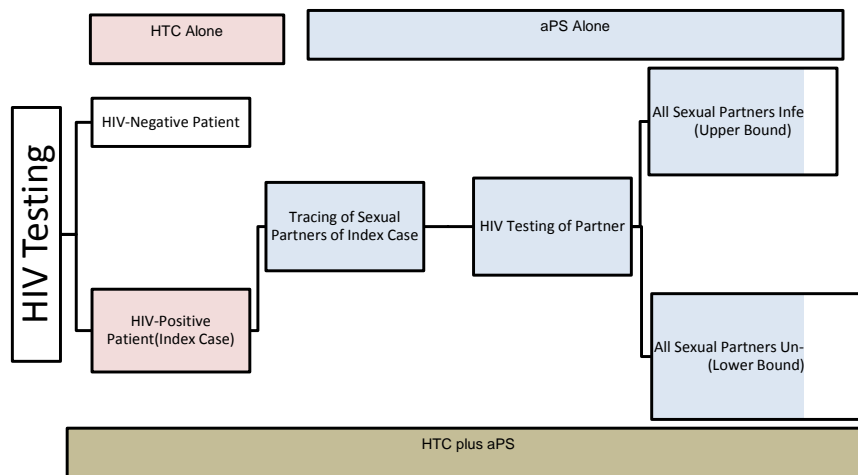 HTC Alone
aPS Alone
HIV Testing
HIV-Negative Patient
HIV-Positive
Patient(Index Case)
Tracing of Sexual
Partners of Index Case
HIV Testing of Partner
All Sexual Partners Infe
(Upper Bound)
All Sexual Partners Un-
(Lower Bound)
HTC plus aPS